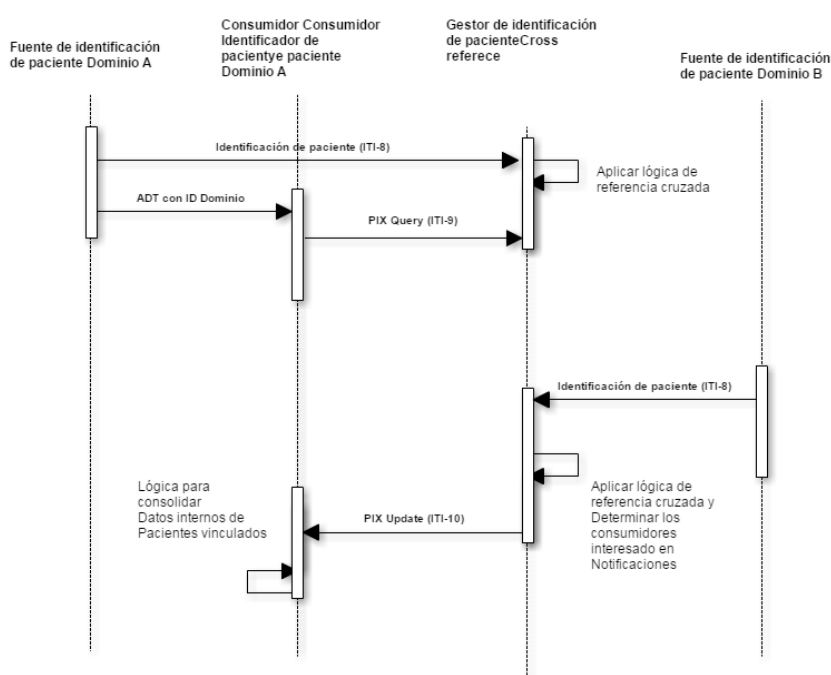 Fuente de identificación
de paciente Dominio A
Consumidor Consumidor
Identificador de
pacientye paciente
Dominio A
Gestor de identificación
de pacienteCross
referece
Fuente de identificación
de paciente Dominio B
Identificación de paciente (ITI-8)
Aplicar lógica de
referencia cruzada
ADT con ID Dominio
PIX Query (ITI-9)
Identificación de paciente (ITI-8)
Lógica para
consolidar
Datos internos de
Pacientes vinculados
Aplicar lógica de
referencia cruzada y
Determinar los
consumidores
interesado en
Notificaciones
PIX Update (ITI-10)